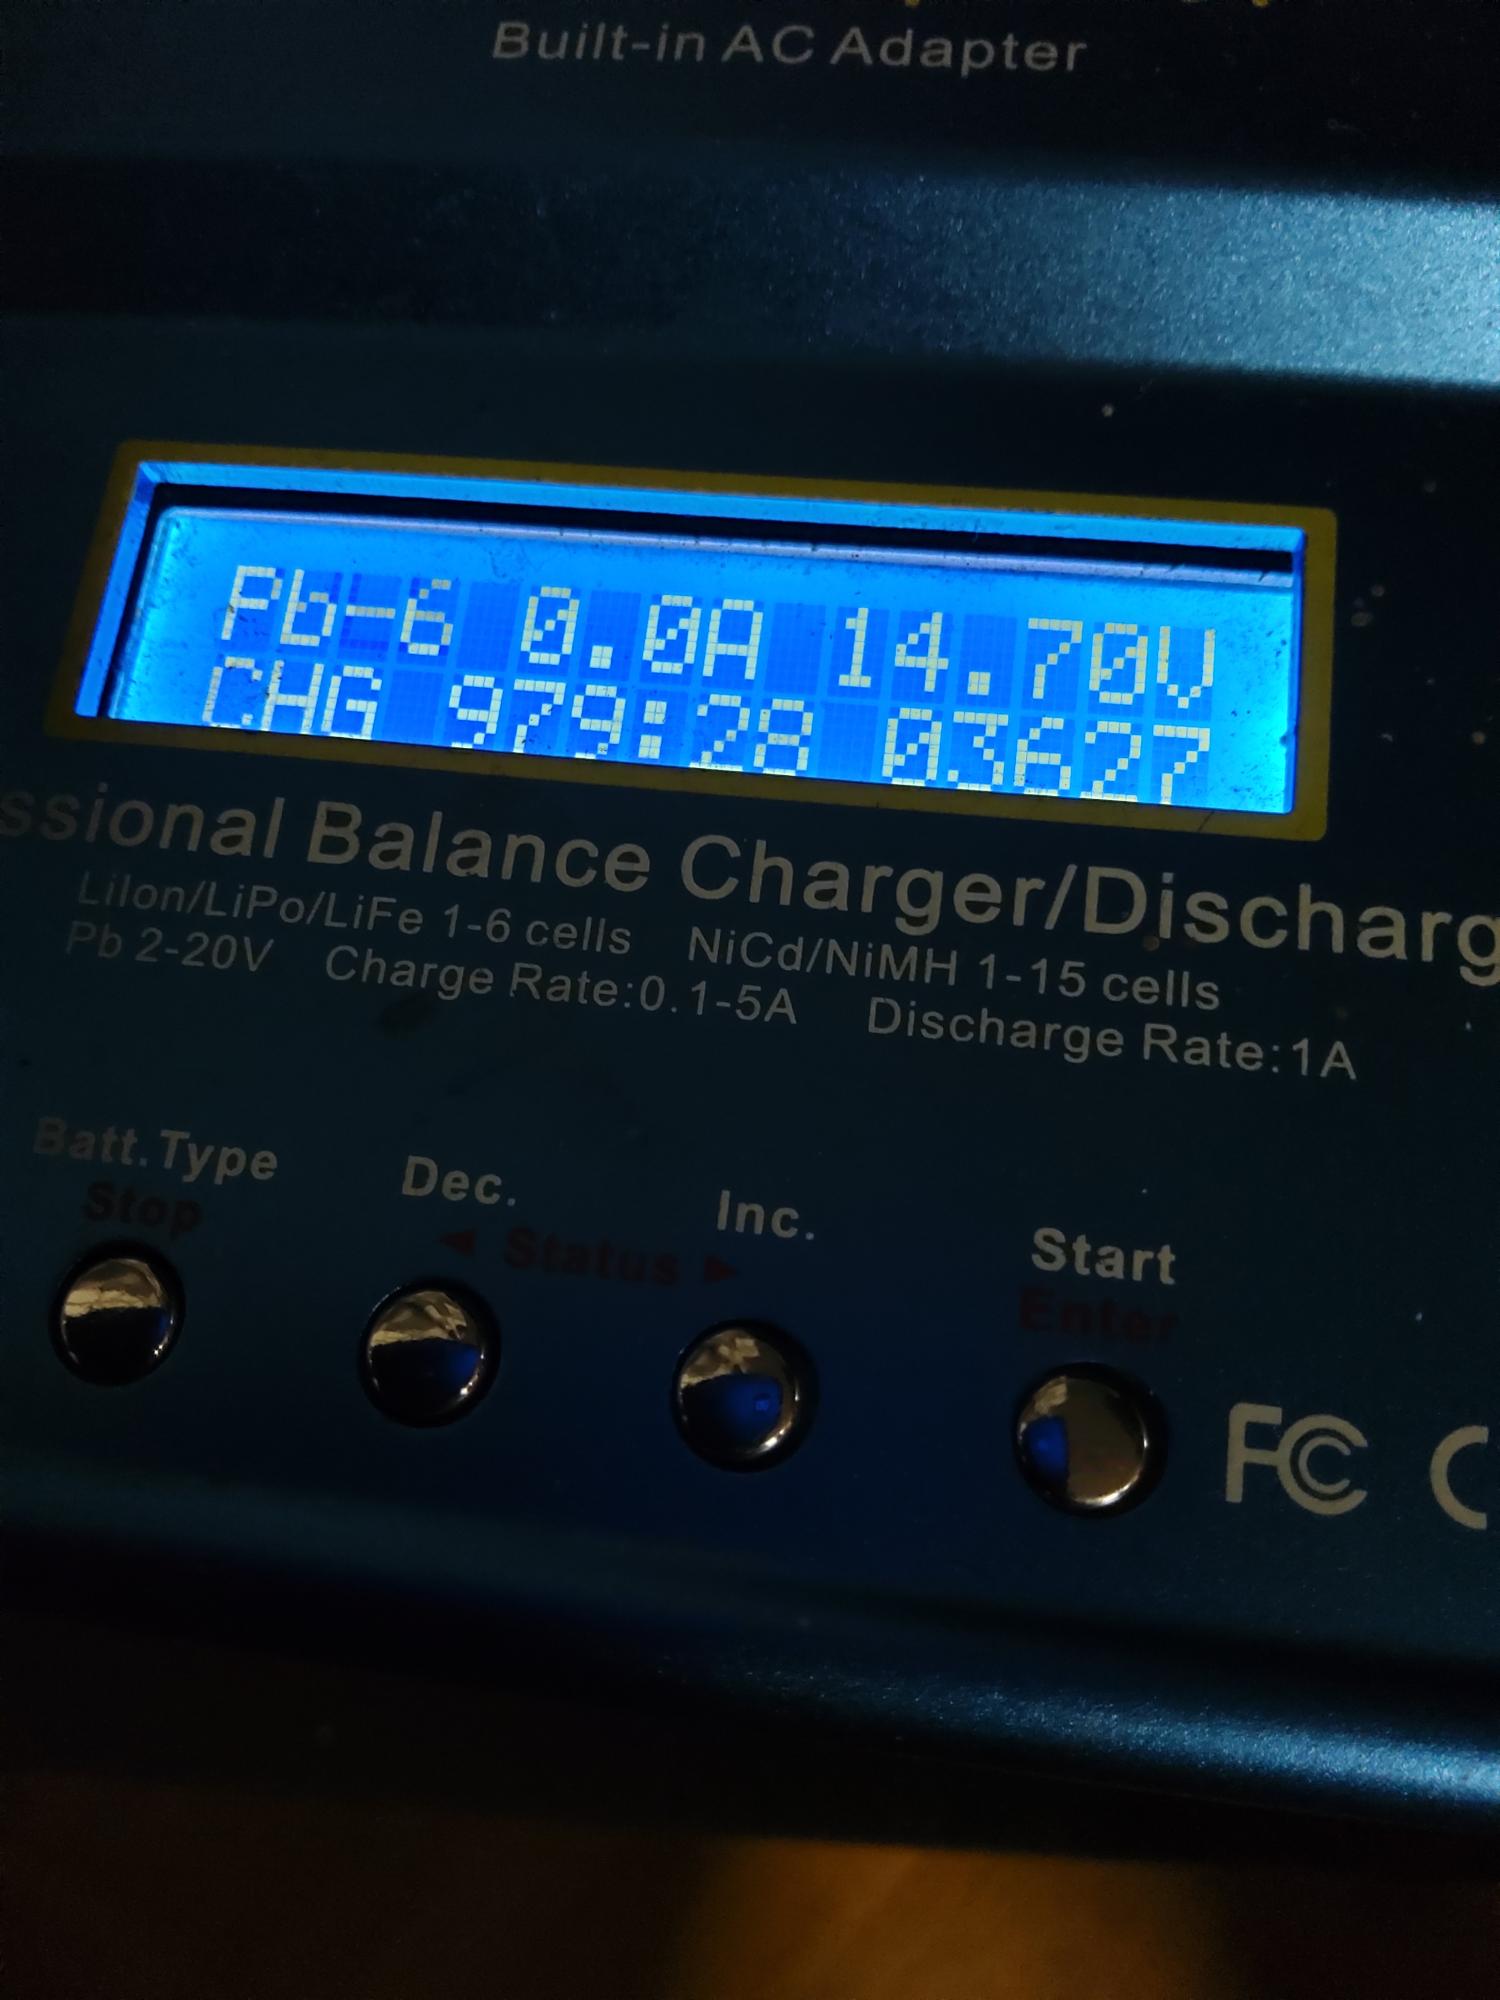 Built-in AC Adapter
Pb-6 0.0A 14.70V
CHG 979:28 03627
ssional Balance Charger/Discharg
LiIon/LiPo/LiFe 1-6 cells NiCd/NiMH 1-15 cells
Pb 2-20V Charge Rate:0.1-5A Discharge Rate:1A
Batt.Type Dec. Inc. Start
Stop ◄ Status ► Enter
FC C